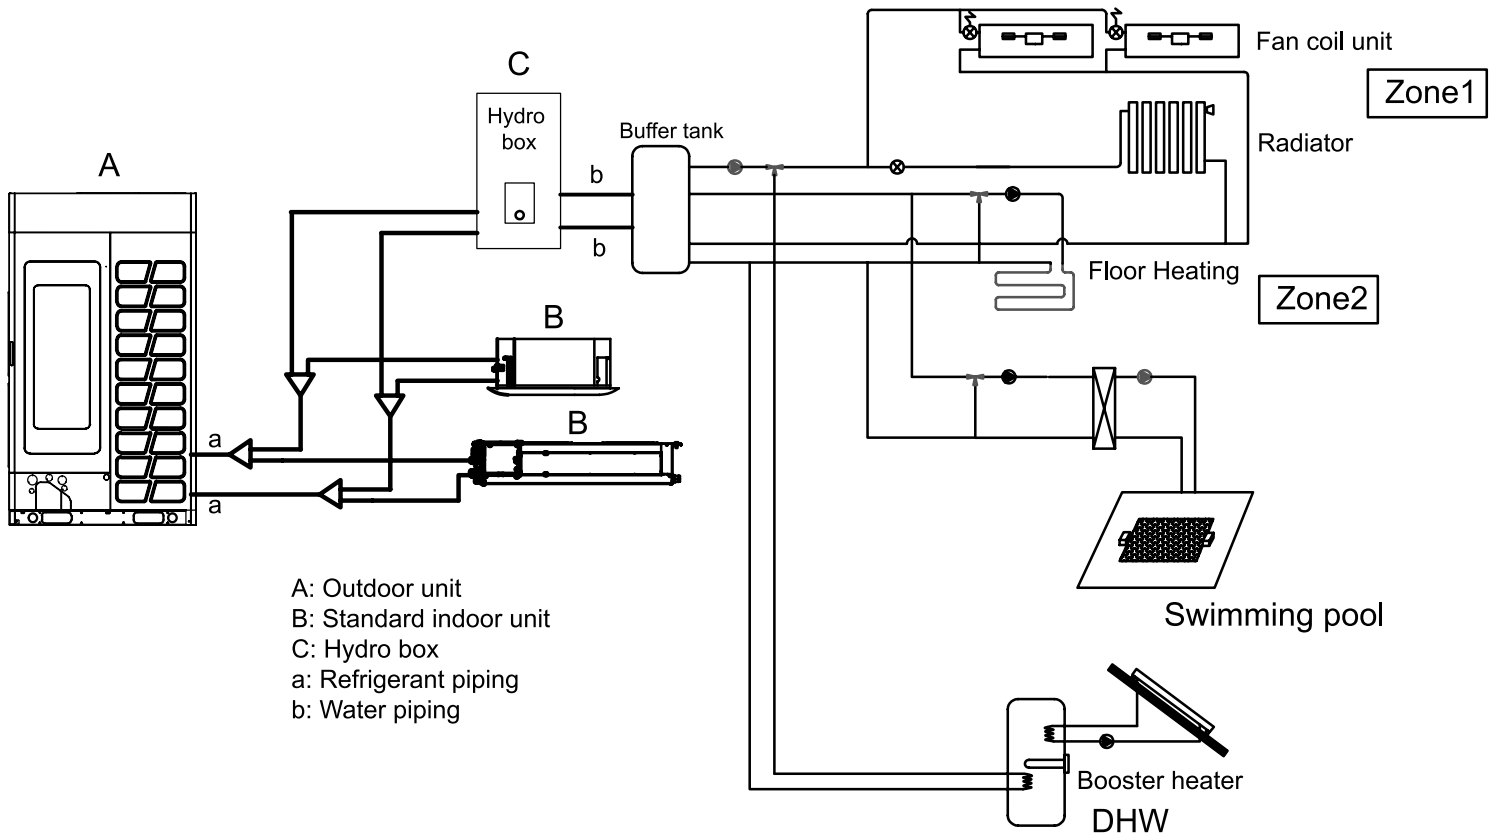 Fan coil unit
Zone1
C
Hydro
box
Buffer tank
Radiator
A
b
b
Floor Heating
Zone2
B
B
a
a
A: Outdoor unit
B: Standard indoor unit
C: Hydro box
a: Refrigerant piping
b: Water piping
Swimming pool
Booster heater
DHW